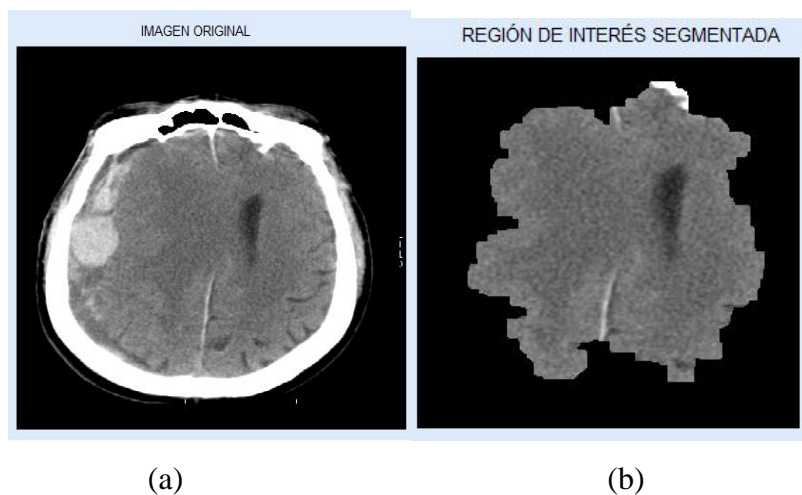 IMAGEN ORIGINAL
REGIÓN DE INTERÉS SEGMENTADA
(a)
(b)